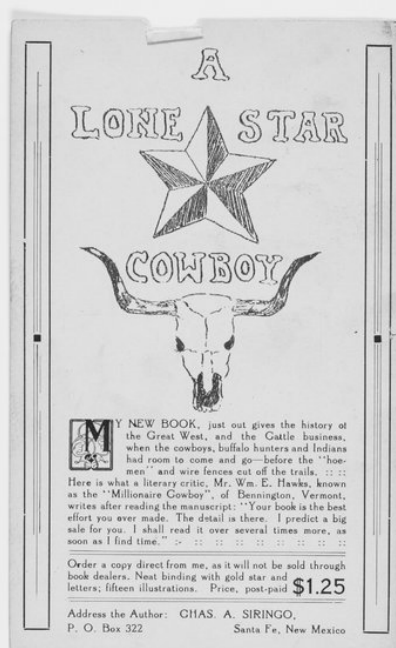 A
LONE STAR
COWBOY
MY NEW BOOK, just out gives the history of
the Great West, and the Cattle business,
when the cowboys, buffalo hunters and Indians
had room to come and go—before the "hoe-
men" and wire fences cut off the trails. :: ::
Here is what a literary critic, Mr. Wm. E. Hawks, known
as the "Millionaire Cowboy", of Bennington, Vermont,
writes after reading the manuscript: "Your book is the best
effort you ever made. The detail is there. I predict a big
sale for you. I shall read it over several times more, as
soon as I find time." :- :: :: :: :: :: :: :: ::
Order a copy direct from me, as it will not be sold through
book dealers. Neat binding with gold star and
letters; fifteen illustrations. Price, post-paid $1.25
Address the Author: CHAS. A. SIRINGO,
P. O. Box 322 Santa Fe, New Mexico